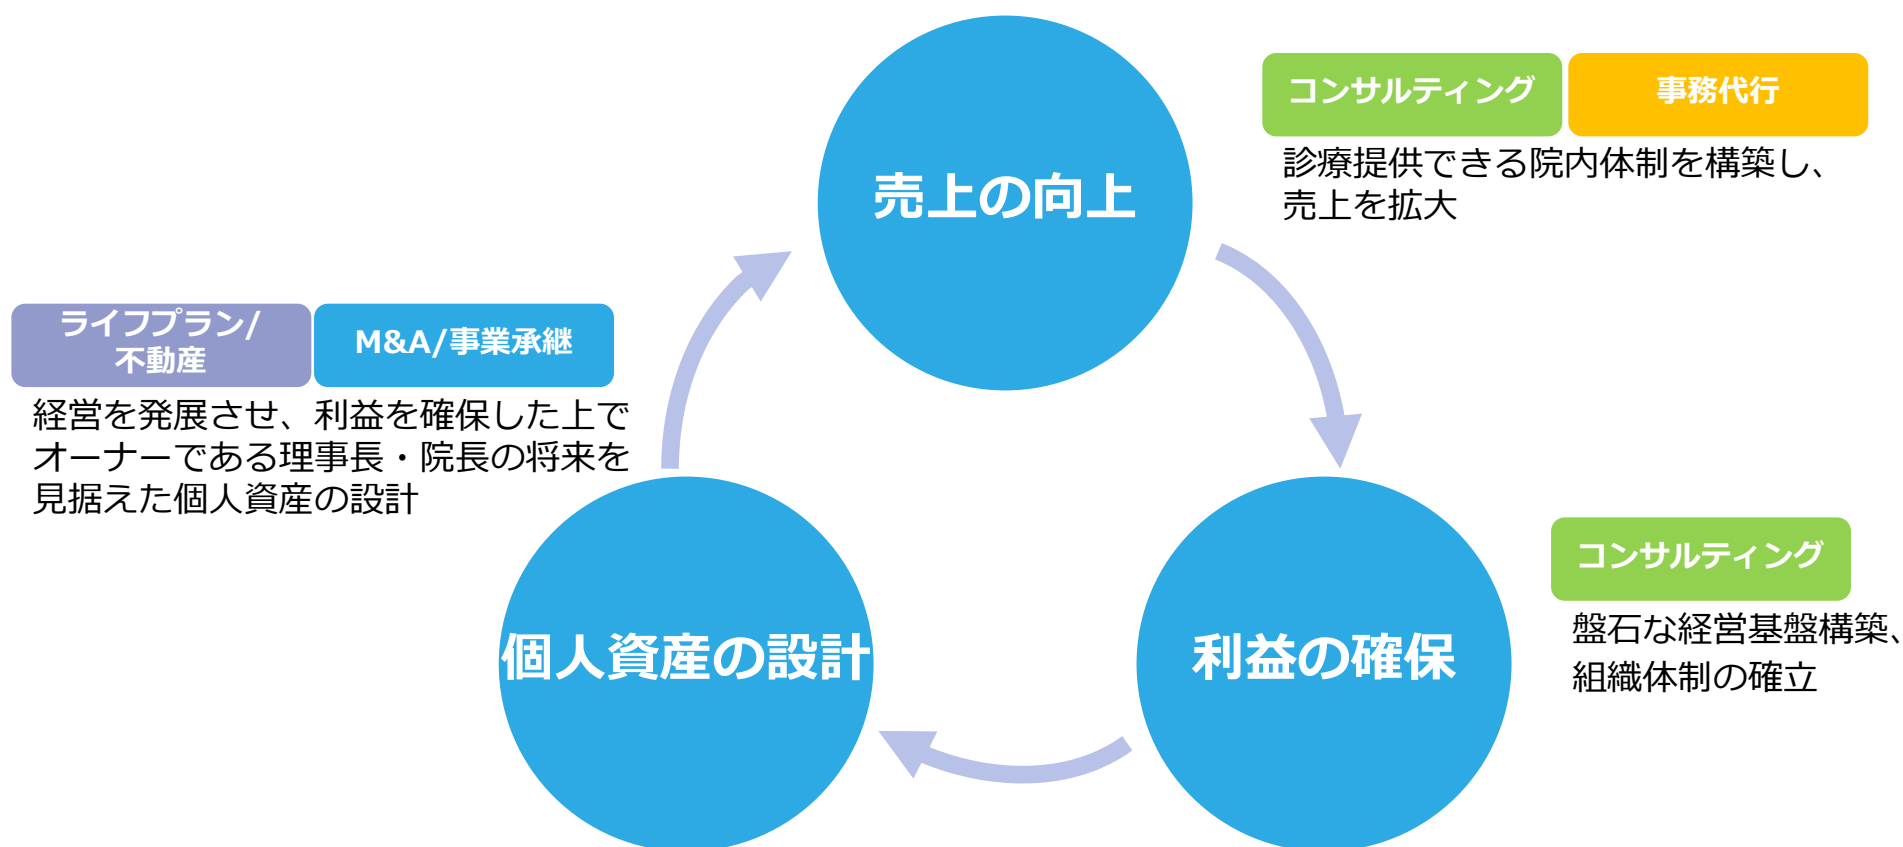 売上の向上
コンサルティング
事務代行
診療提供できる院内体制を構築し、
売上を拡大
利益の確保
コンサルティング
盤石な経営基盤構築、
組織体制の確立
個人資産の設計
ライフプラン/
不動産
M&A/事業承継
経営を発展させ、利益を確保した上で
オーナーである理事長・院長の将来を
見据えた個人資産の設計